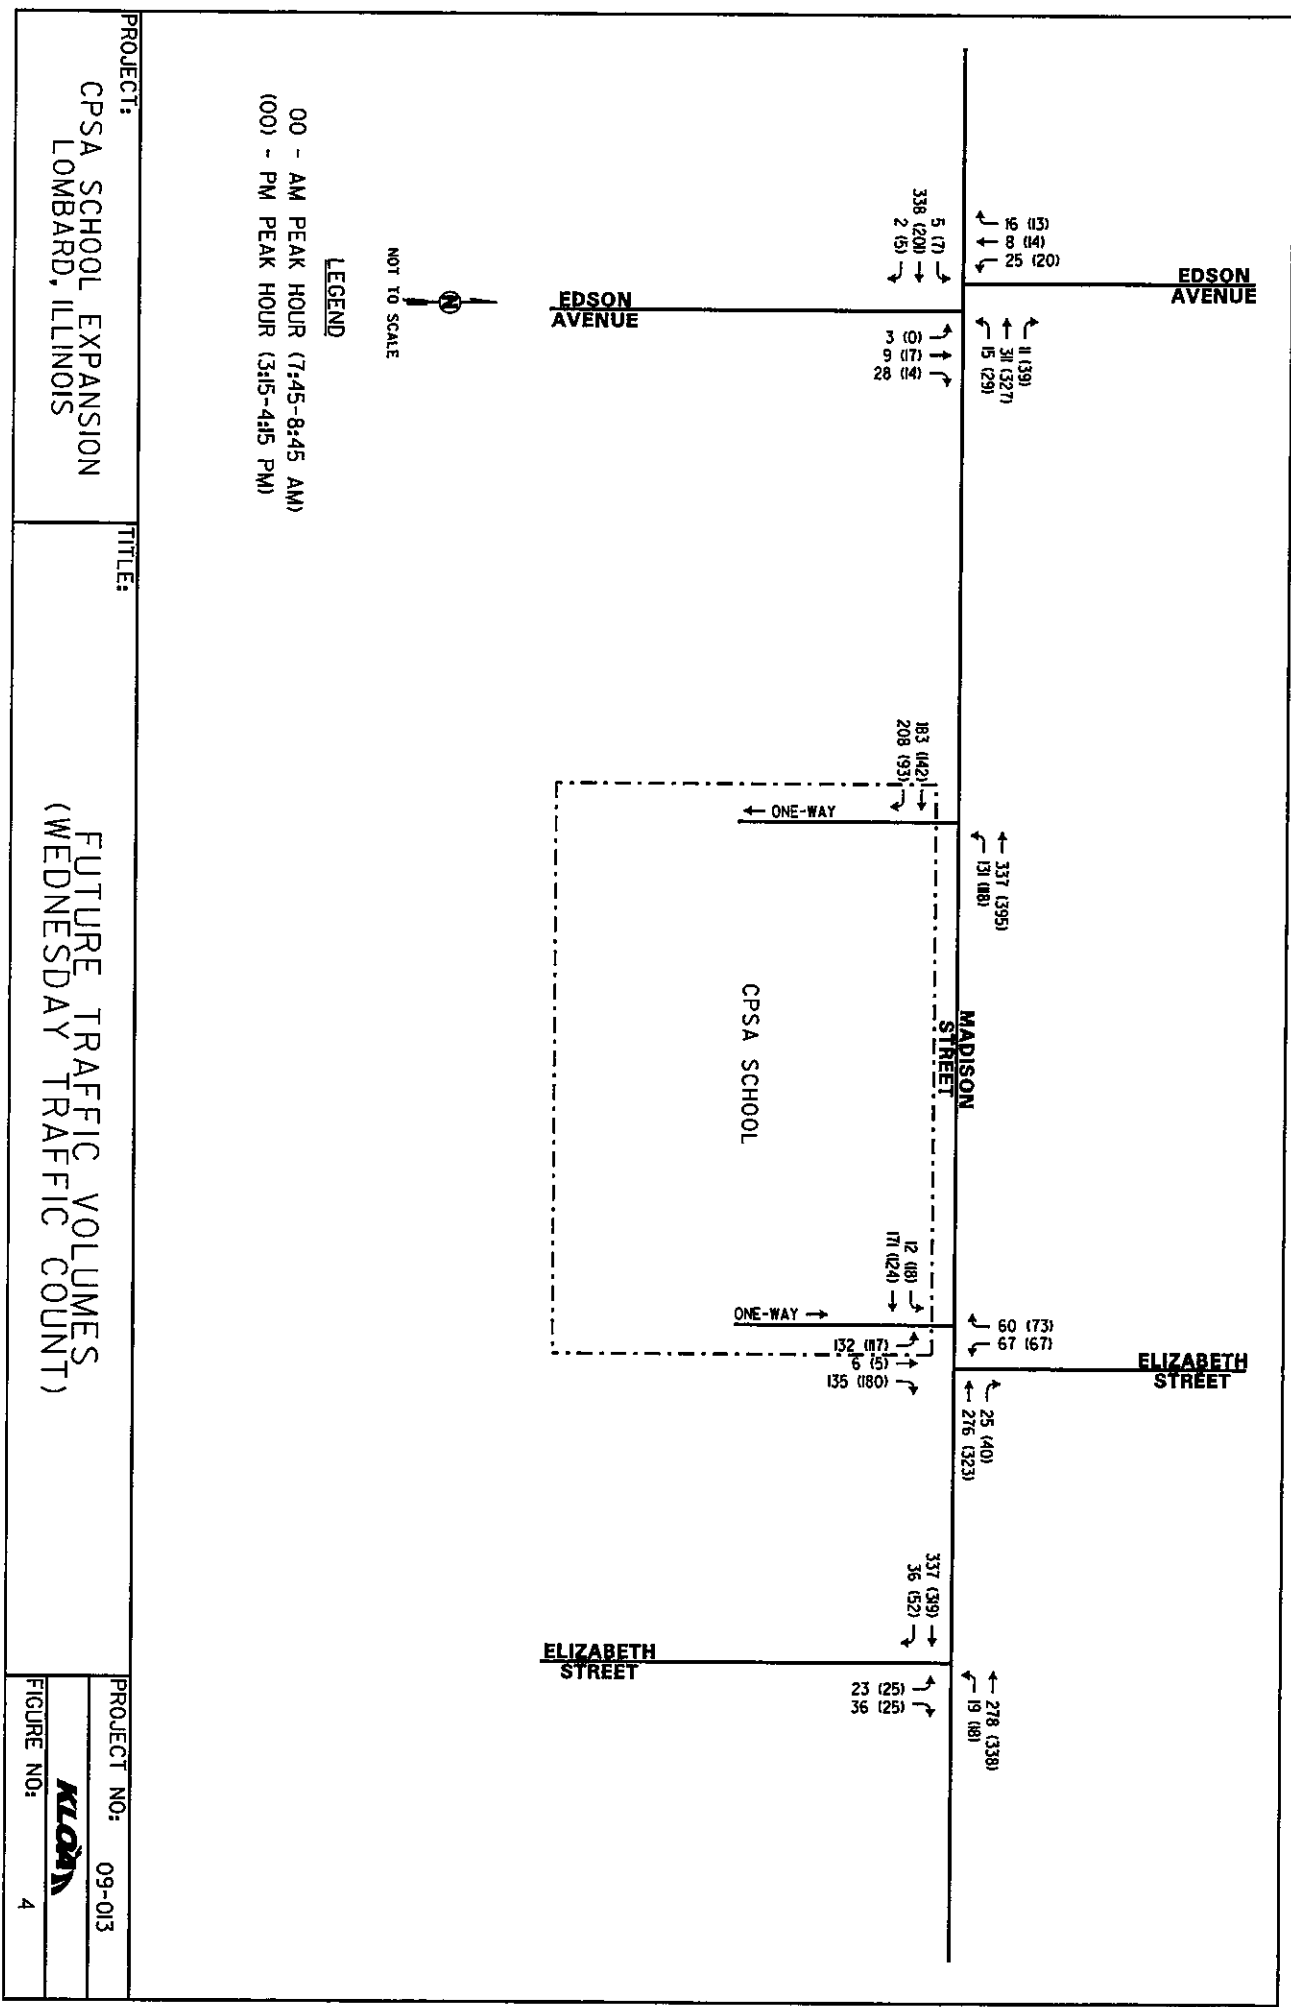 EDSON
AVENUE
16 (13)
8 (14)
25 (20)
11 (39)
311 (327)
15 (29)
5 (7)
338 (201)
2 (5)
3 (0)
9 (17)
28 (14)
EDSON
AVENUE
183 (142)
208 (93)
337 (395)
131 (118)
ONE-WAY
MADISON
STREET
CPSA SCHOOL
12 (18)
171 (124)
ONE-WAY
132 (117)
6 (5)
135 (180)
60 (73)
67 (67)
ELIZABETH
STREET
25 (40)
276 (323)
337 (319)
36 (52)
278 (338)
19 (18)
ELIZABETH
STREET
23 (25)
36 (25)
N
NOT TO SCALE
LEGEND
00 - AM PEAK HOUR (7:45-8:45 AM)
(00) - PM PEAK HOUR (3:15-4:15 PM)
PROJECT:
CPSA SCHOOL EXPANSION
LOMBARD, ILLINOIS
TITLE:
FUTURE TRAFFIC VOLUMES
(WEDNESDAY TRAFFIC COUNT)
PROJECT NO: 09-013
KLOA
FIGURE NO: 4